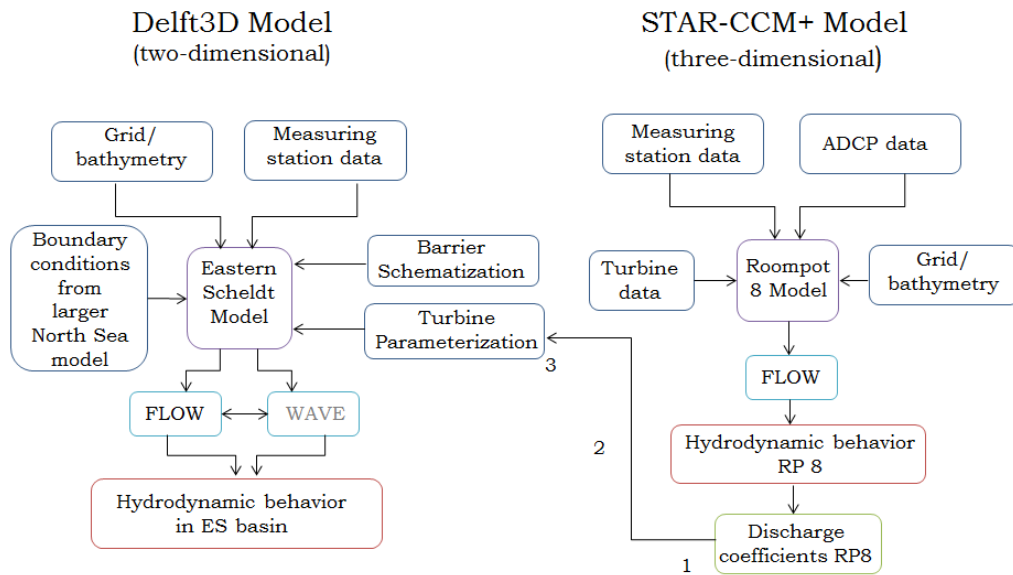 Delft3D Model
(two-dimensional)
Grid/
bathymetry
Measuring
station data
Boundary
conditions
from
larger
North Sea
model
Eastern
Scheldt
Model
Barrier
Schematization
Turbine
Parameterization
FLOW
WAVE
Hydrodynamic behavior
in ES basin
STAR-CCM+ Model
(three-dimensional)
Measuring
station data
ADCP data
Turbine
data
Roompot
8 Model
Grid/
bathymetry
FLOW
Hydrodynamic behavior
RP 8
Discharge
coefficients RP8
1
2
3